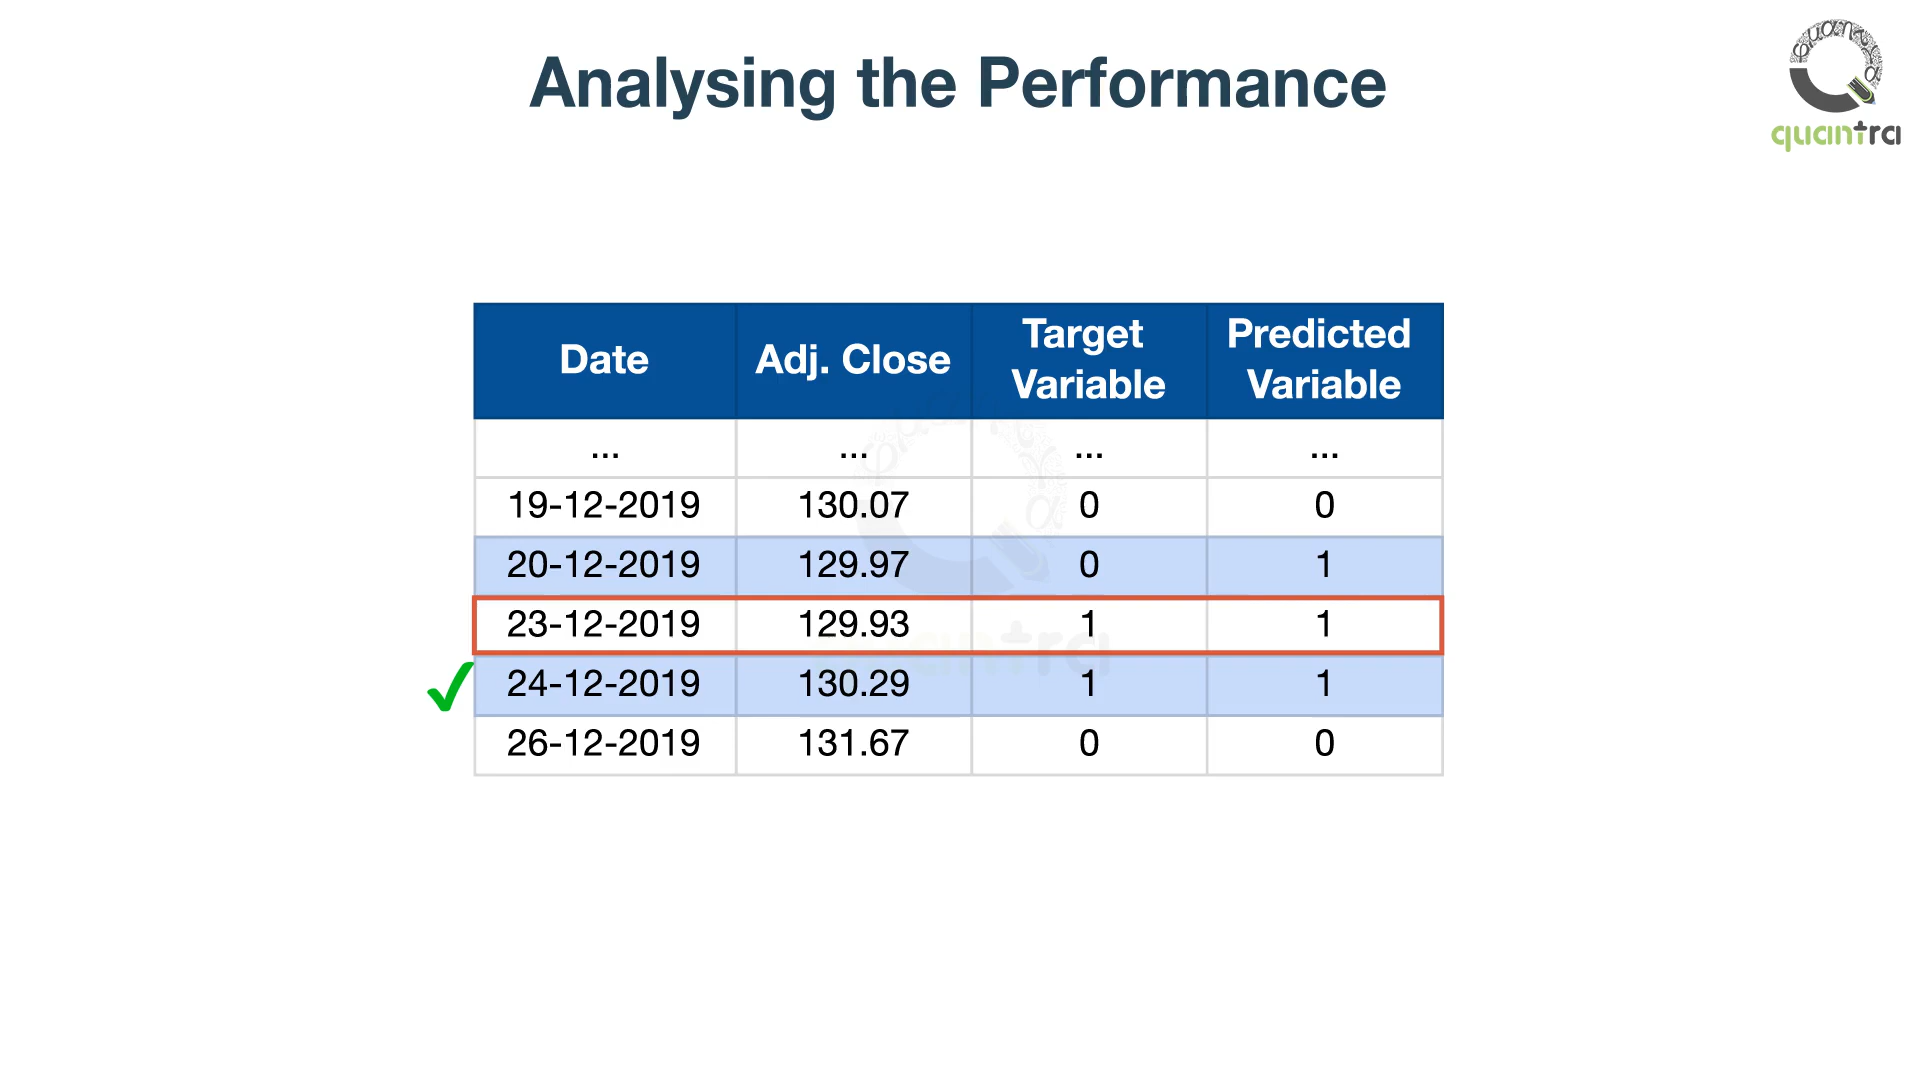 Analysing the Performance
quantra
Date Adj. Close Target Variable Predicted Variable
... ... ... ...
19-12-2019 130.07 0 0
20-12-2019 129.97 0 1
23-12-2019 129.93 1 1
24-12-2019 130.29 1 1
26-12-2019 131.67 0 0